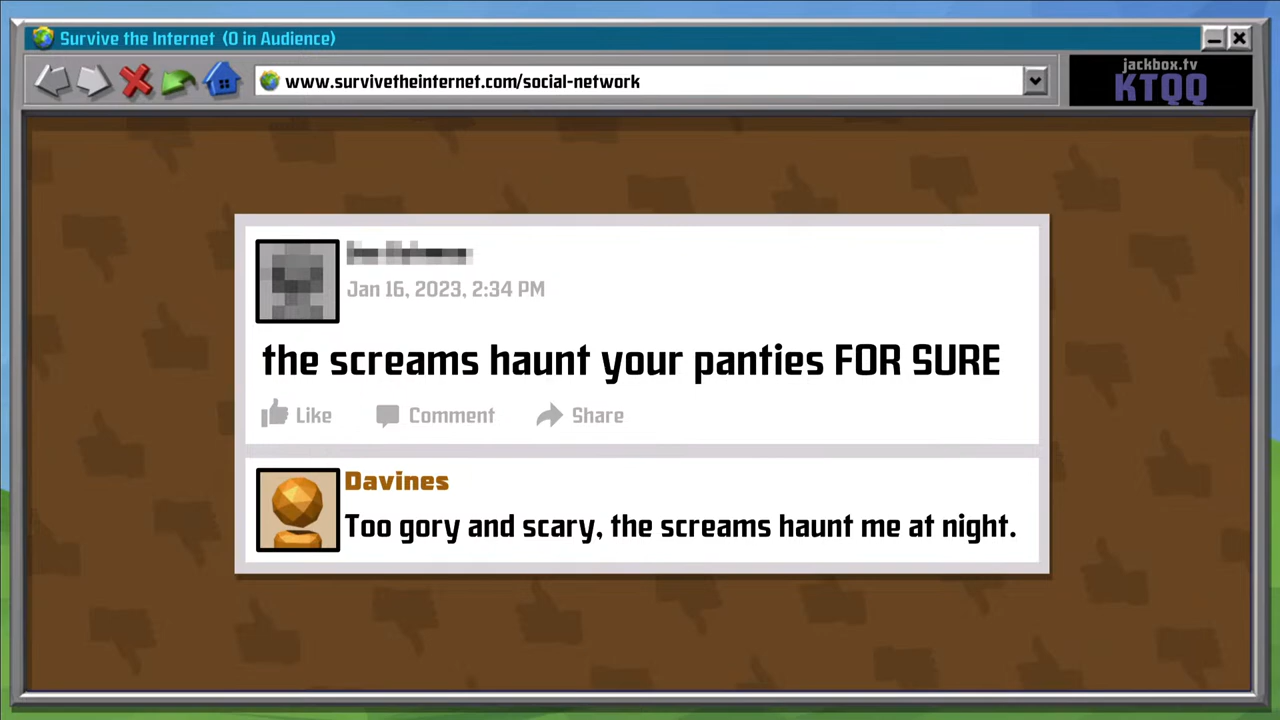 Survive the Internet (0 in Audience)
www.survivetheinternet.com/social-network
jackbox.tv
KTQQ
Jan 16, 2023, 2:34 PM
the screams haunt your panties FOR SURE
Like Comment Share
Davines
Too gory and scary, the screams haunt me at night.